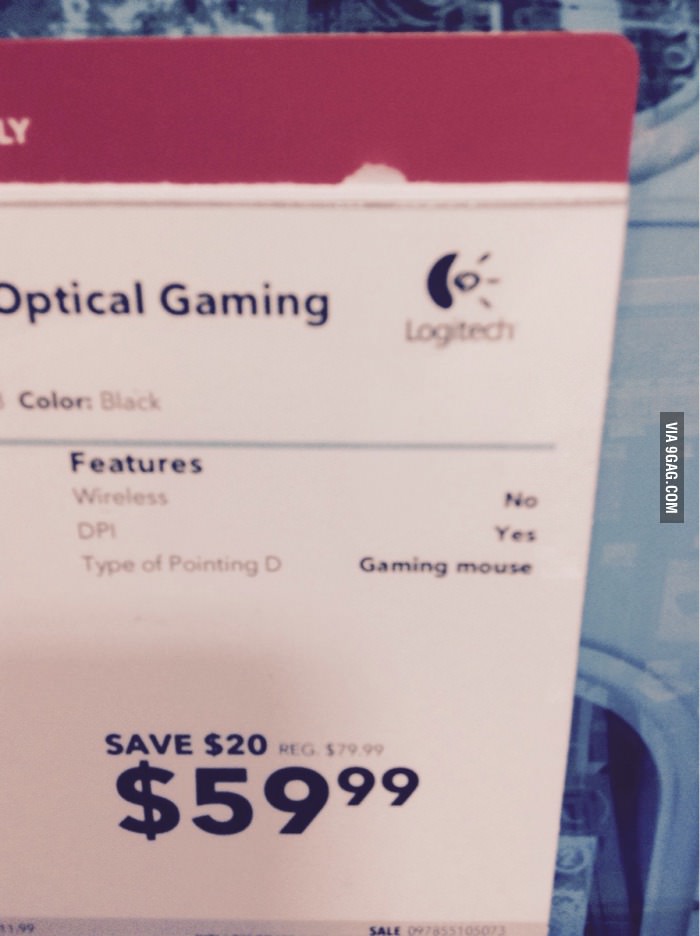 LY
Optical Gaming
Logitech
Color: Black
Features
Wireless No
DPI Yes
Type of Pointing D Gaming mouse
VIA 9GAG.COM
SAVE $20 REG. $79.99
$59.99
11.99
SALE 097855105073